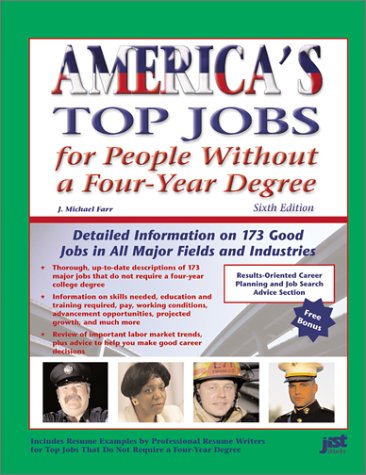 AMERICA'S
TOP JOBS
for People Without
a Four-Year Degree
J. Michael Farr
Sixth Edition
Detailed Information on 173 Good
Jobs in All Major Fields and Industries
• Thorough, up-to-date descriptions of 173
major jobs that do not require a four-year
college degree
• Information on skills needed, education and
training required, pay, working conditions,
advancement opportunities, projected
growth, and much more
• Review of important labor market trends,
plus advice to help you make good career
decisions
Results-Oriented Career
Planning and Job Search
Advice Section
Free
Bonus
Includes Resume Examples by Professional Resume Writers
for Top Jobs That Do Not Require a Four-Year Degree
jist